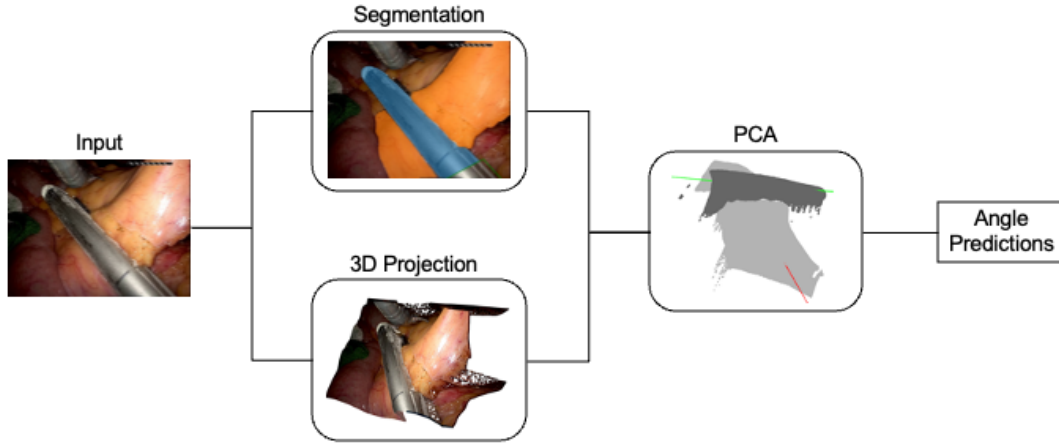 Segmentation
Input
3D Projection
PCA
Angle
Predictions